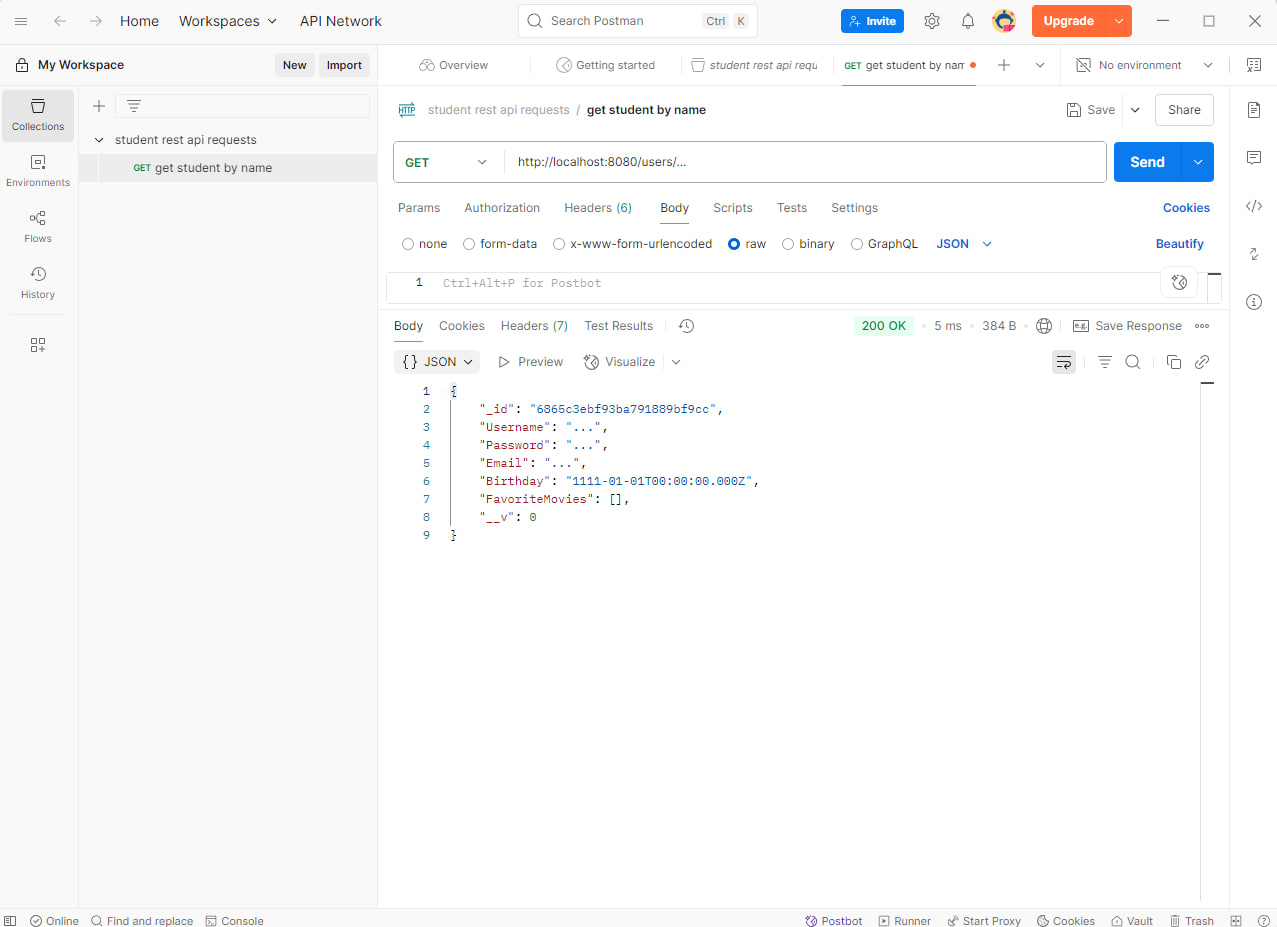 Home Workspaces API Network Search Postman Ctrl K Invite Upgrade
My Workspace New Import Overview Getting started student rest api requ GET get student by nam No environment
Collections
Environments
Flows
History
student rest api requests
GET get student by name
HTTP student rest api requests / get student by name Save Share
GET http://localhost:8080/users/... Send
Params Authorization Headers (6) Body Scripts Tests Settings Cookies
none form-data x-www-form-urlencoded raw binary GraphQL JSON Beautify
1 Ctrl+Alt+P for Postbot
Body Cookies Headers (7) Test Results 200 OK • 5 ms • 384 B e.g. Save Response
{} JSON Preview Visualize
1 {
2 "_id": "6865c3ebf93ba791889bf9cc",
3 "Username": "...",
4 "Password": "...",
5 "Email": "...",
6 "Birthday": "1111-01-01T00:00:00.000Z",
7 "FavoriteMovies": [],
8 "__v": 0
9 }
Online Find and replace Console Postbot Runner Start Proxy Cookies Vault Trash